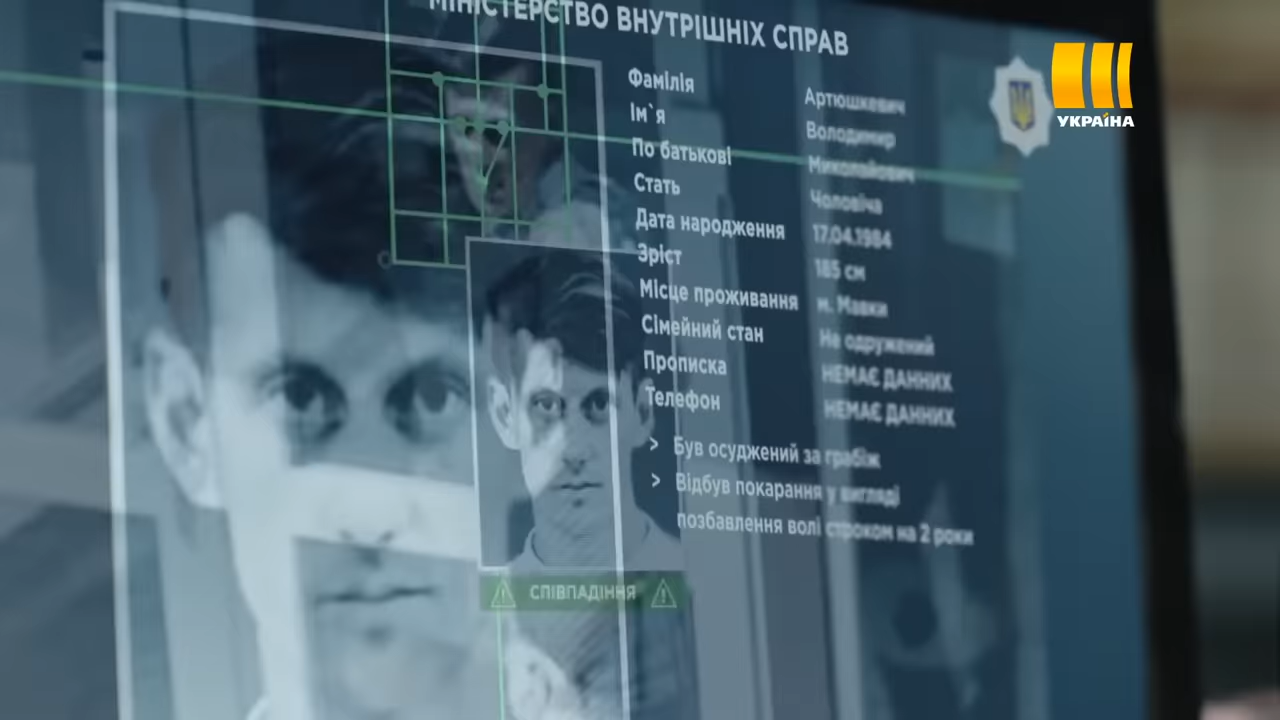 МІНІСТЕРСТВО ВНУТРІШНІХ СПРАВ
УКРАЇНА
Фамілія Артюшкевич
Ім`я Володимир
По батькові Миколайович
Стать Чоловіча
Дата народження 17.04.1984
Зріст 185 см
Місце проживання м. Мавки
Сімейний стан Не одружений
Прописка НЕМАЄ ДАННИХ
Телефон НЕМАЄ ДАННИХ
> Був осуджений за грабіж
> Відбув покарання у вигляді
позбавлення волі строком на 2 роки
СПІВПАДІННЯ